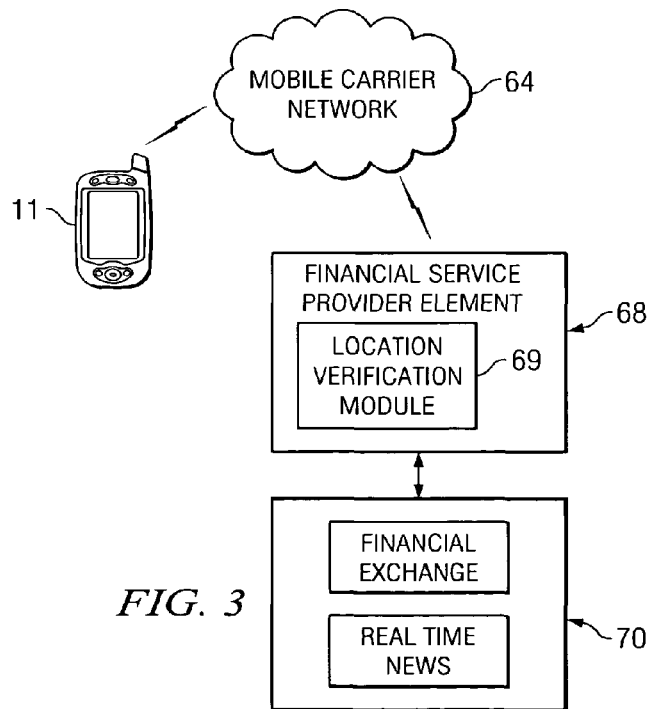 MOBILE CARRIER
NETWORK
64
11
FINANCIAL SERVICE
PROVIDER ELEMENT
68
LOCATION
VERIFICATION
MODULE
69
FINANCIAL
EXCHANGE
FIG. 3
REAL TIME
NEWS
70